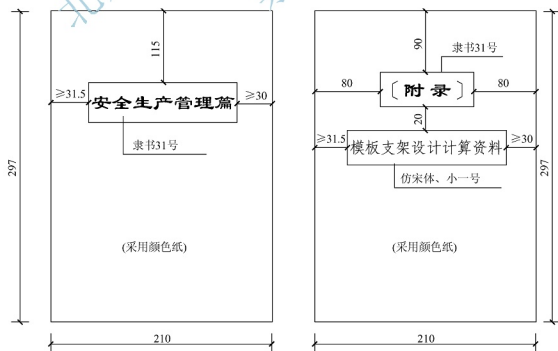 115
≥31.5
安全生产管理篇
≥30
隶书31号
297
(采用颜色纸)
210
90
隶书31号
80
〔附录〕
80
20
≥31.5
模板支架设计计算资料
≥30
仿宋体、小一号
297
(采用颜色纸)
210